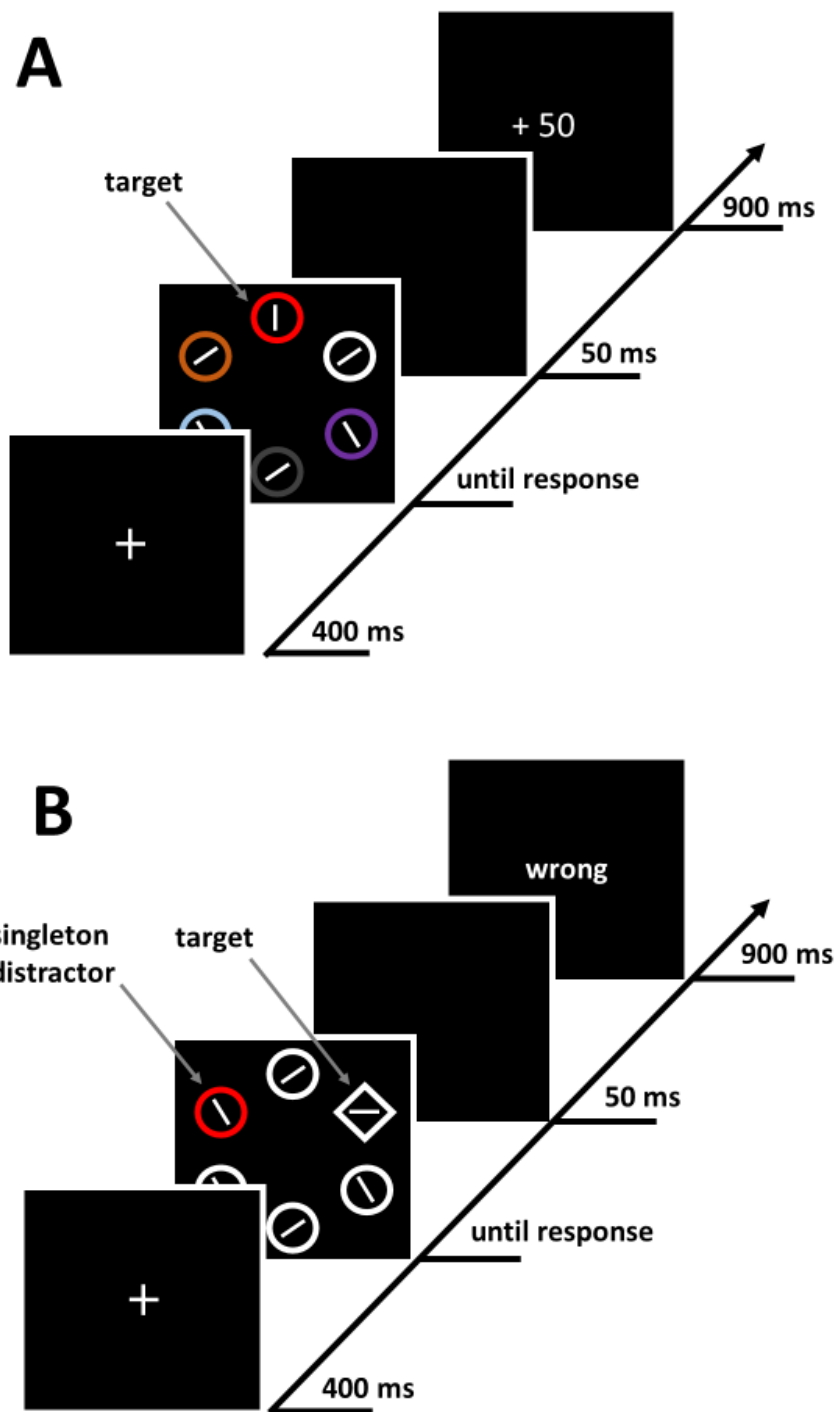 A
+ 50
target
900 ms
50 ms
until response
+
400 ms
B
wrong
singleton
distractor
target
900 ms
50 ms
until response
+
400 ms